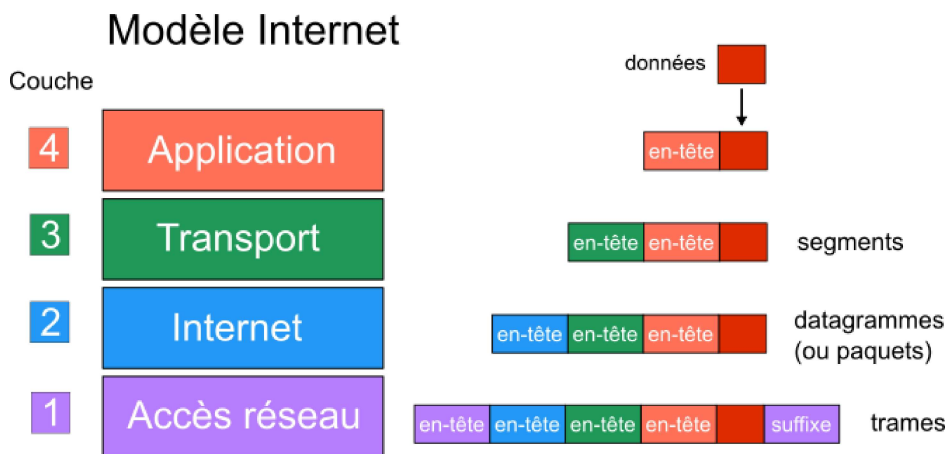 Modèle Internet
données
Couche
4 Application en-tête
3 Transport en-tête en-tête segments
2 Internet en-tête en-tête en-tête datagrammes
(ou paquets)
1 Accès réseau en-tête en-tête en-tête en-tête suffixe trames